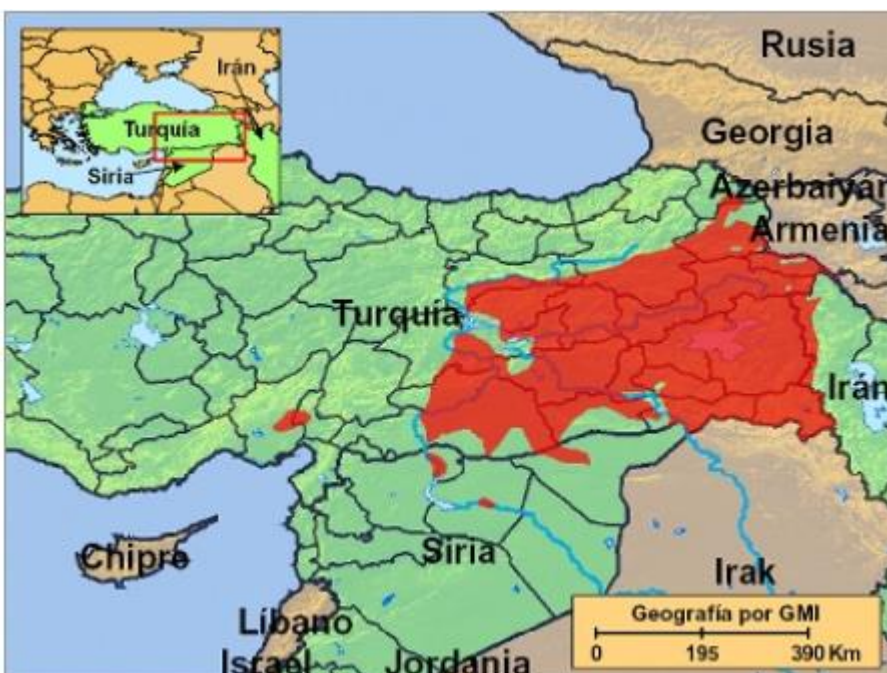 Irán
Turquía
Siria
Rusia
Georgia
Azerbaiyán
Armenia
Turquía
Irán
Chipre
Siria
Irak
Líbano
Israel
Jordania
Geografía por GMI
0 195 390 Km